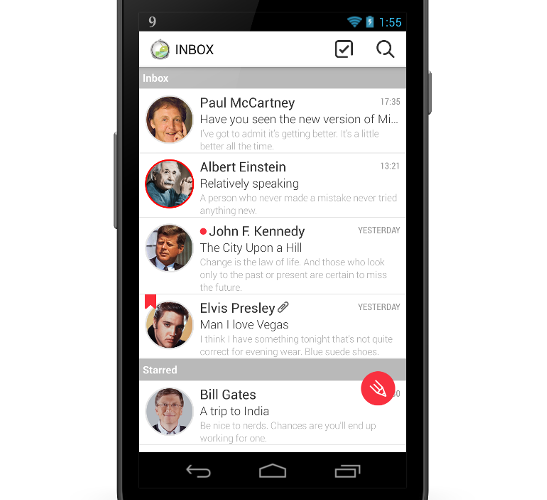 9 1:55
INBOX
Inbox
Paul McCartney 17:35
Have you seen the new version of Mi...
I've got to admit it's getting better. It's a little
better all the time.
Albert Einstein 13:21
Relatively speaking
A person who never made a mistake never tried
anything new
John F. Kennedy YESTERDAY
The City Upon a Hill
Change is the law of life. And those who look
only to the past or present are certain to miss
the future.
Elvis Presley YESTERDAY
Man I love Vegas
I think I have something tonight that's not quite
correct for evening wear. Blue suede shoes.
Starred
Bill Gates
A trip to India
Be nice to nerds. Chances are you'll end up
working for one.